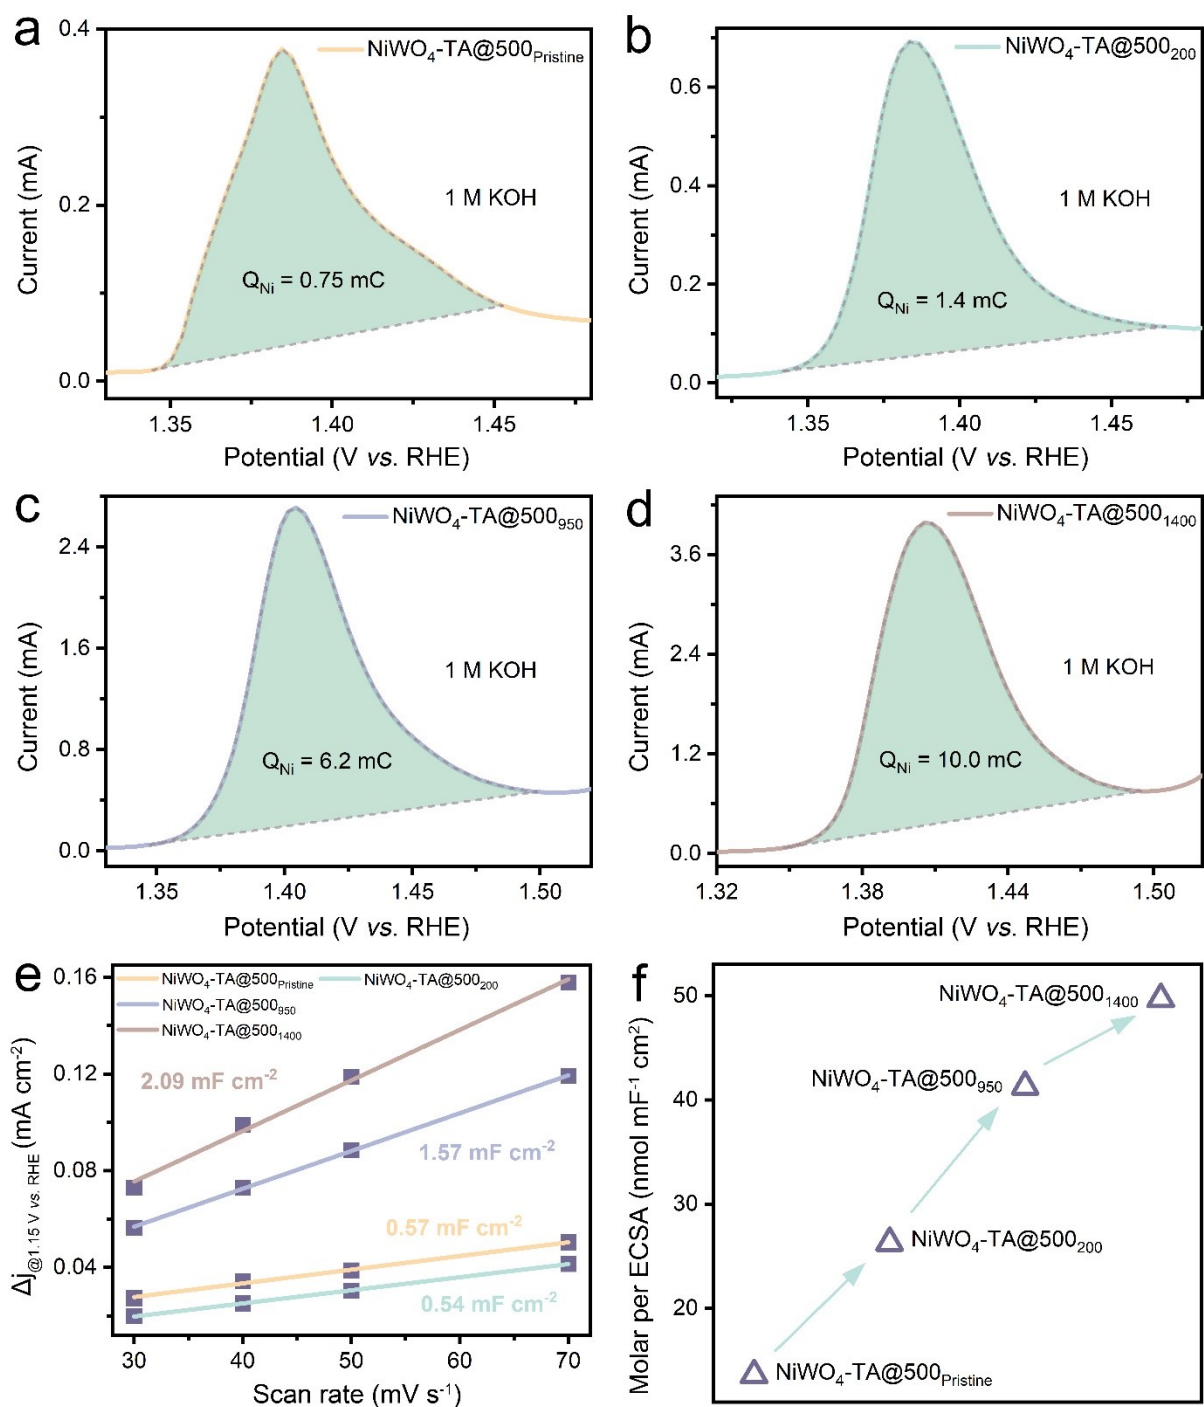 a
NiWO₄-TA@500Pristine
0.4
0.2
0.0
Current (mA)
1 M KOH
Q_Ni = 0.75 mC
1.35 1.40 1.45
Potential (V vs. RHE)
b
NiWO₄-TA@500₂₀₀
0.6
0.4
0.2
0.0
Current (mA)
1 M KOH
Q_Ni = 1.4 mC
1.35 1.40 1.45
Potential (V vs. RHE)
c
NiWO₄-TA@500₉₅₀
2.4
1.6
0.8
0.0
Current (mA)
1 M KOH
Q_Ni = 6.2 mC
1.35 1.40 1.45 1.50
Potential (V vs. RHE)
d
NiWO₄-TA@500₁₄₀₀
3.6
2.4
1.2
0.0
Current (mA)
1 M KOH
Q_Ni = 10.0 mC
1.32 1.38 1.44 1.50
Potential (V vs. RHE)
e
NiWO₄-TA@500Pristine NiWO₄-TA@500₂₀₀
NiWO₄-TA@500₉₅₀
NiWO₄-TA@500₁₄₀₀
0.16
0.12
0.08
0.04
Δj@1.15 V vs. RHE (mA cm⁻²)
2.09 mF cm⁻²
1.57 mF cm⁻²
0.57 mF cm⁻²
0.54 mF cm⁻²
30 40 50 60 70
Scan rate (mV s⁻¹)
f
50
40
30
20
Molar per ECSA (nmol mF⁻¹ cm²)
NiWO₄-TA@500₁₄₀₀
NiWO₄-TA@500₉₅₀
NiWO₄-TA@500₂₀₀
NiWO₄-TA@500Pristine